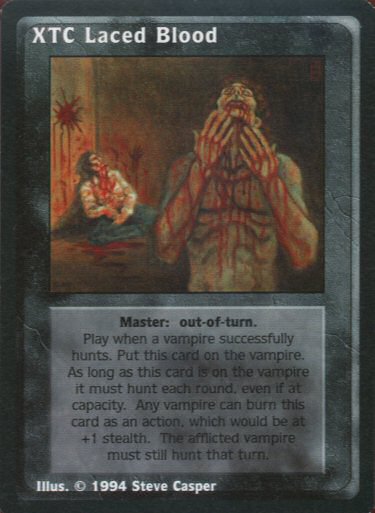 XTC Laced Blood
Master: out-of-turn.
Play when a vampire successfully
hunts. Put this card on the vampire.
As long as this card is on the vampire
it must hunt each round, even if at
capacity. Any vampire can burn this
card as an action, which would be at
+1 stealth. The afflicted vampire
must still hunt that turn.
Illus. © 1994 Steve Casper